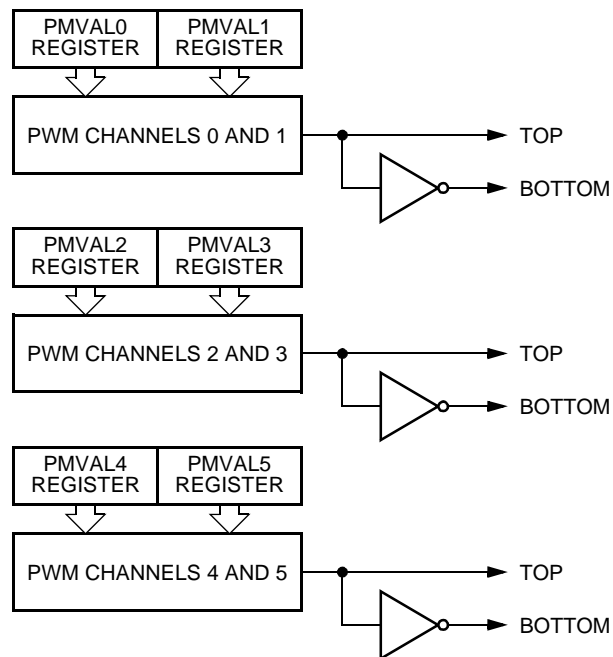 PMVAL0 REGISTER
PMVAL1 REGISTER
PWM CHANNELS 0 AND 1
TOP
BOTTOM
PMVAL2 REGISTER
PMVAL3 REGISTER
PWM CHANNELS 2 AND 3
TOP
BOTTOM
PMVAL4 REGISTER
PMVAL5 REGISTER
PWM CHANNELS 4 AND 5
TOP
BOTTOM